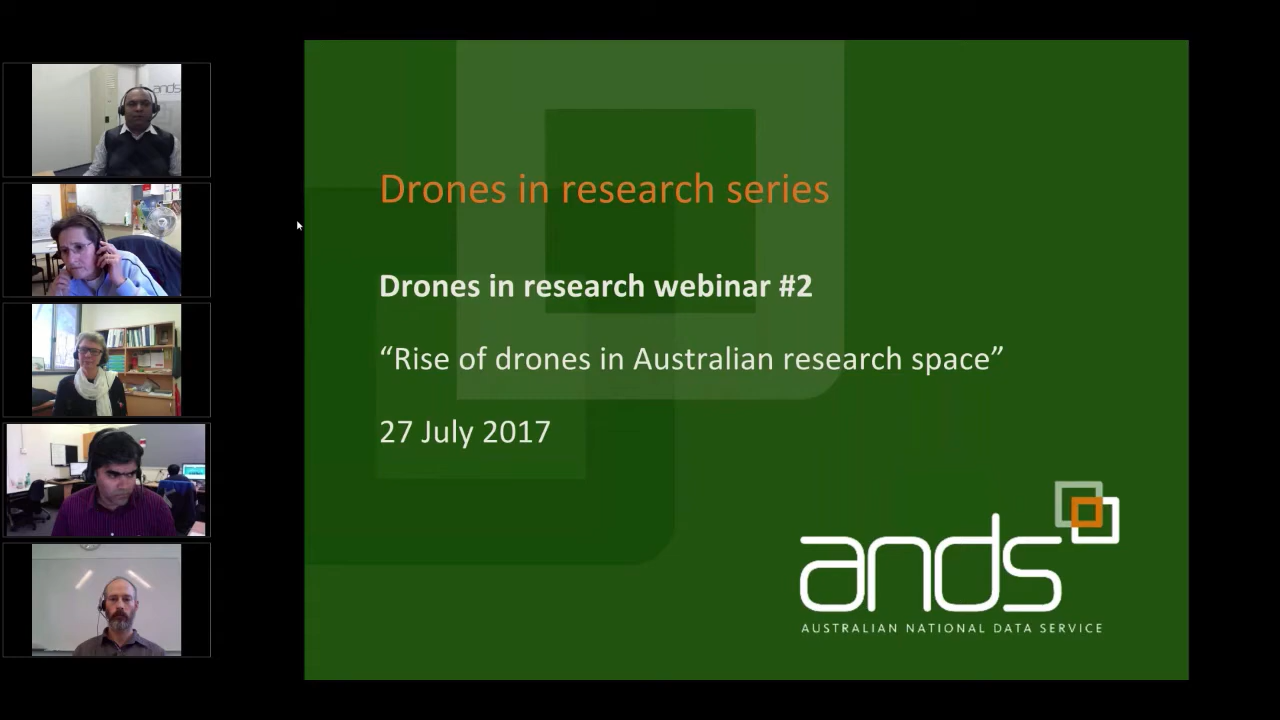 ands
Drones in research series
Drones in research webinar #2
“Rise of drones in Australian research space”
27 July 2017
ands
AUSTRALIAN NATIONAL DATA SERVICE